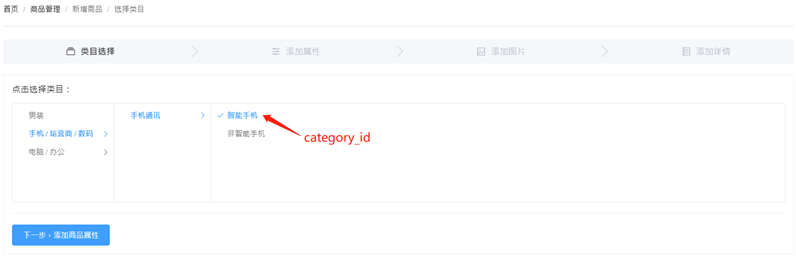 首页 / 商品管理 / 新增商品 / 选择类目
类目选择 添加属性 添加图片 添加详情
点击选择类目：
男装 手机通讯 智能手机
手机 / 运营商 / 数码 非智能手机
电脑 / 办公
category_id
下一步，添加商品属性